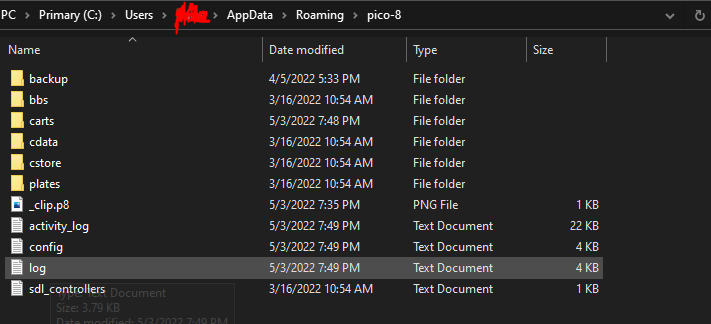 PC > Primary (C:) > Users > > AppData > Roaming > pico-8
Name Date modified Type Size
backup 4/5/2022 5:33 PM File folder
bbs 3/16/2022 10:54 AM File folder
carts 5/3/2022 7:48 PM File folder
cdata 3/16/2022 10:54 AM File folder
cstore 3/16/2022 10:54 AM File folder
plates 3/16/2022 10:54 AM File folder
_clip.p8 5/3/2022 7:35 PM PNG File 1 KB
activity_log 5/3/2022 7:49 PM Text Document 22 KB
config 5/3/2022 7:49 PM Text Document 4 KB
log 5/3/2022 7:49 PM Text Document 4 KB
sdl_controllers 3/16/2022 10:54 AM Text Document 1 KB
Type: Text Document
Size: 3.79 KB
Date modified: 5/3/2022 7:49 PM